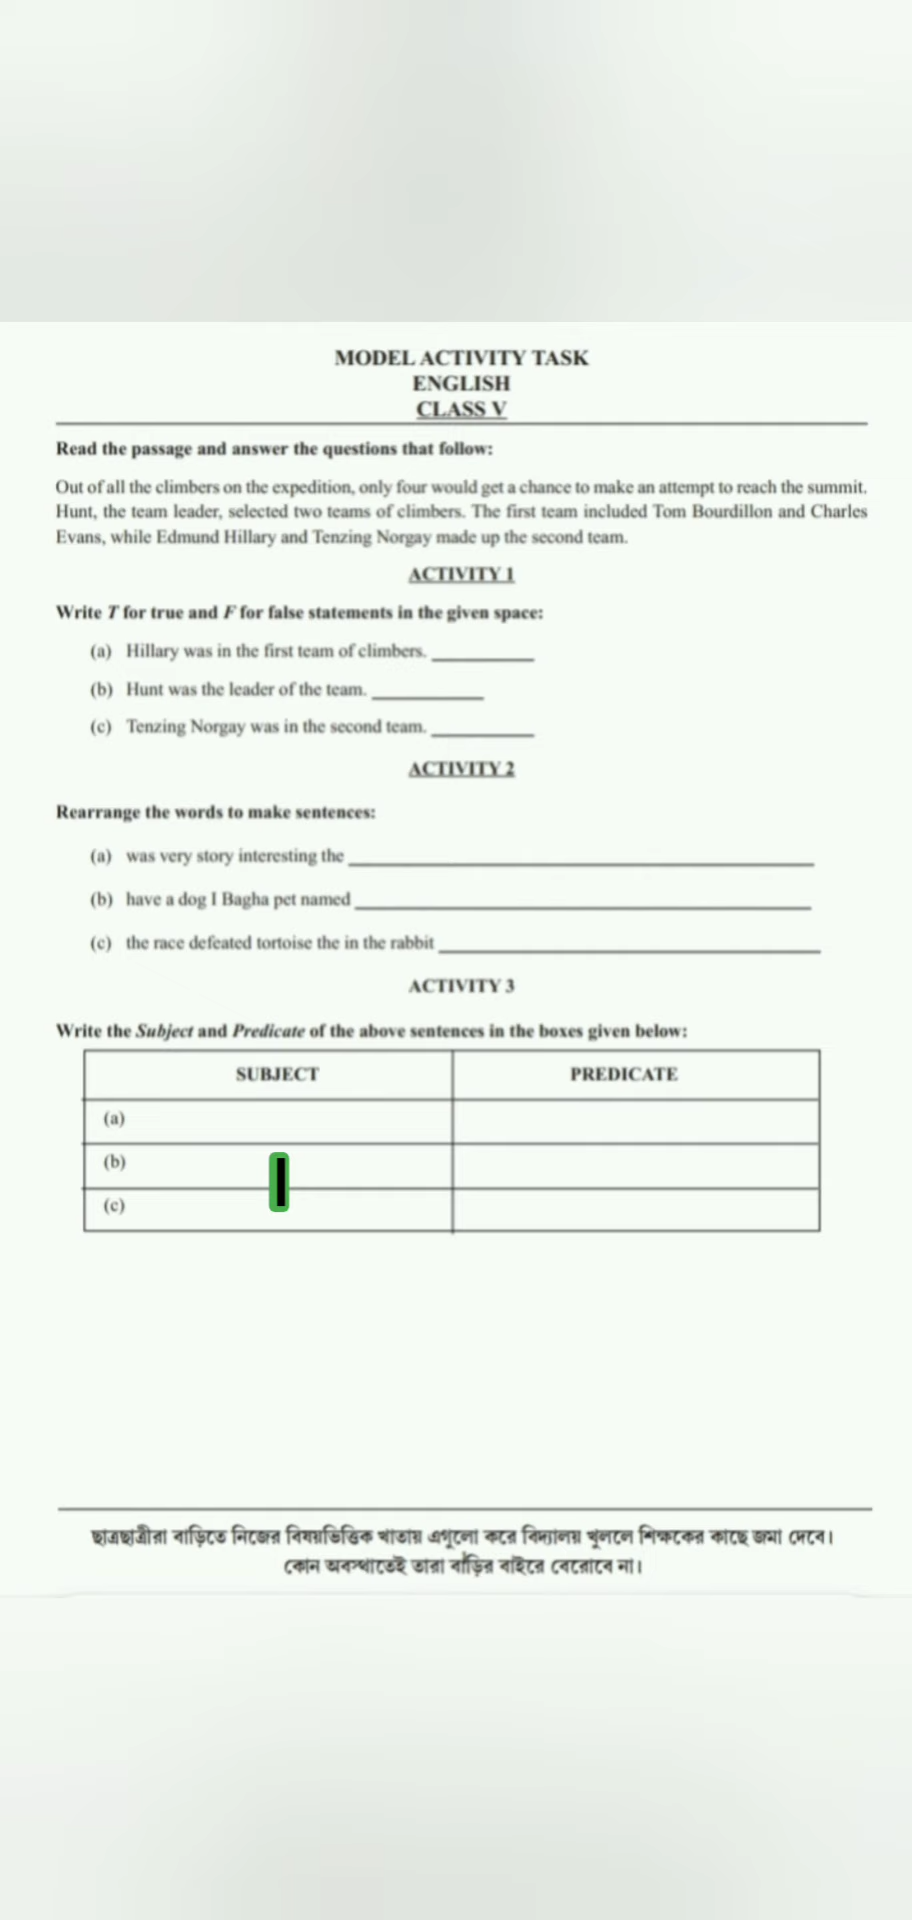 MODEL ACTIVITY TASK
ENGLISH
CLASS V
Read the passage and answer the questions that follow:
Out of all the climbers on the expedition, only four would get a chance to make an attempt to reach the summit.
Hunt, the team leader, selected two teams of climbers. The first team included Tom Bourdillon and Charles
Evans, while Edmund Hillary and Tenzing Norgay made up the second team.
ACTIVITY 1
Write T for true and F for false statements in the given space:
(a) Hillary was in the first team of climbers. __________
(b) Hunt was the leader of the team. __________
(c) Tenzing Norgay was in the second team. __________
ACTIVITY 2
Rearrange the words to make sentences:
(a) was very story interesting the __________
(b) have a dog I Bagha pet named __________
(c) the race defeated tortoise the in the rabbit __________
ACTIVITY 3
Write the Subject and Predicate of the above sentences in the boxes given below:
SUBJECT PREDICATE
(a)
(b)
(c)
ছাত্রছাত্রীরা বাড়িতে নিজের বিষয়ভিত্তিক খাতায় এগুলো করে বিদ্যালয় খুললে শিক্ষকের কাছে জমা দেবে।
কোন অবস্থাতেই তারা বাড়ির বাইরে বেরোবে না।